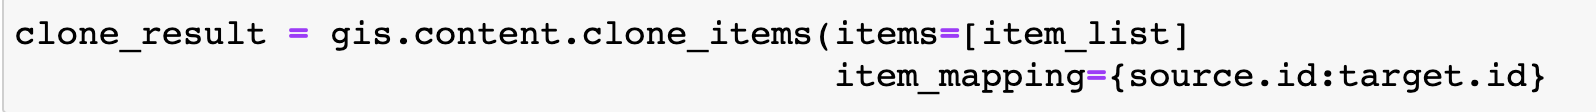 clone_result = gis.content.clone_items(items=[item_list]
item_mapping={source.id:target.id}